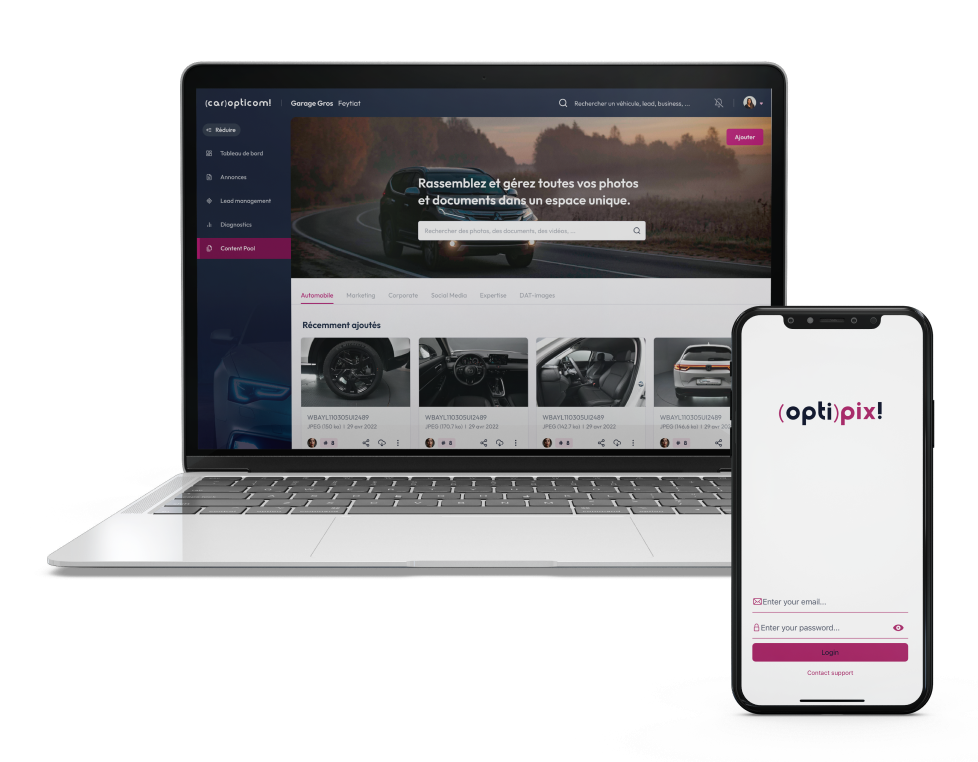 (car)opticom!
Garage Gros Feytiat
Rechercher un véhicule, lead, business, ...
Réduire
Tableau de bord
Annonces
Lead management
Diagnostics
Content Pool
Ajouter
Rassemblez et gérez toutes vos photos
et documents dans un espace unique.
Rechercher des photos, des documents, des vidéos, ...
Automobile Marketing Corporate Social Media Expertise DAT-images
Récemment ajoutés
WBAYL11030SUI2489
JPEG (150 ko) | 29 avr 2022
# 8
WBAYL11030SUI2489
JPEG (170.7 ko) | 29 avr 2022
# 8
WBAYL11030SUI2489
JPEG (142.7 ko) | 29 avr 2022
# 8
WBAYL11030SUI2489
JPEG (146.6 ko) | 29 avr
# 8
(opti)pix!
Enter your email...
Enter your password...
Login
Contact support